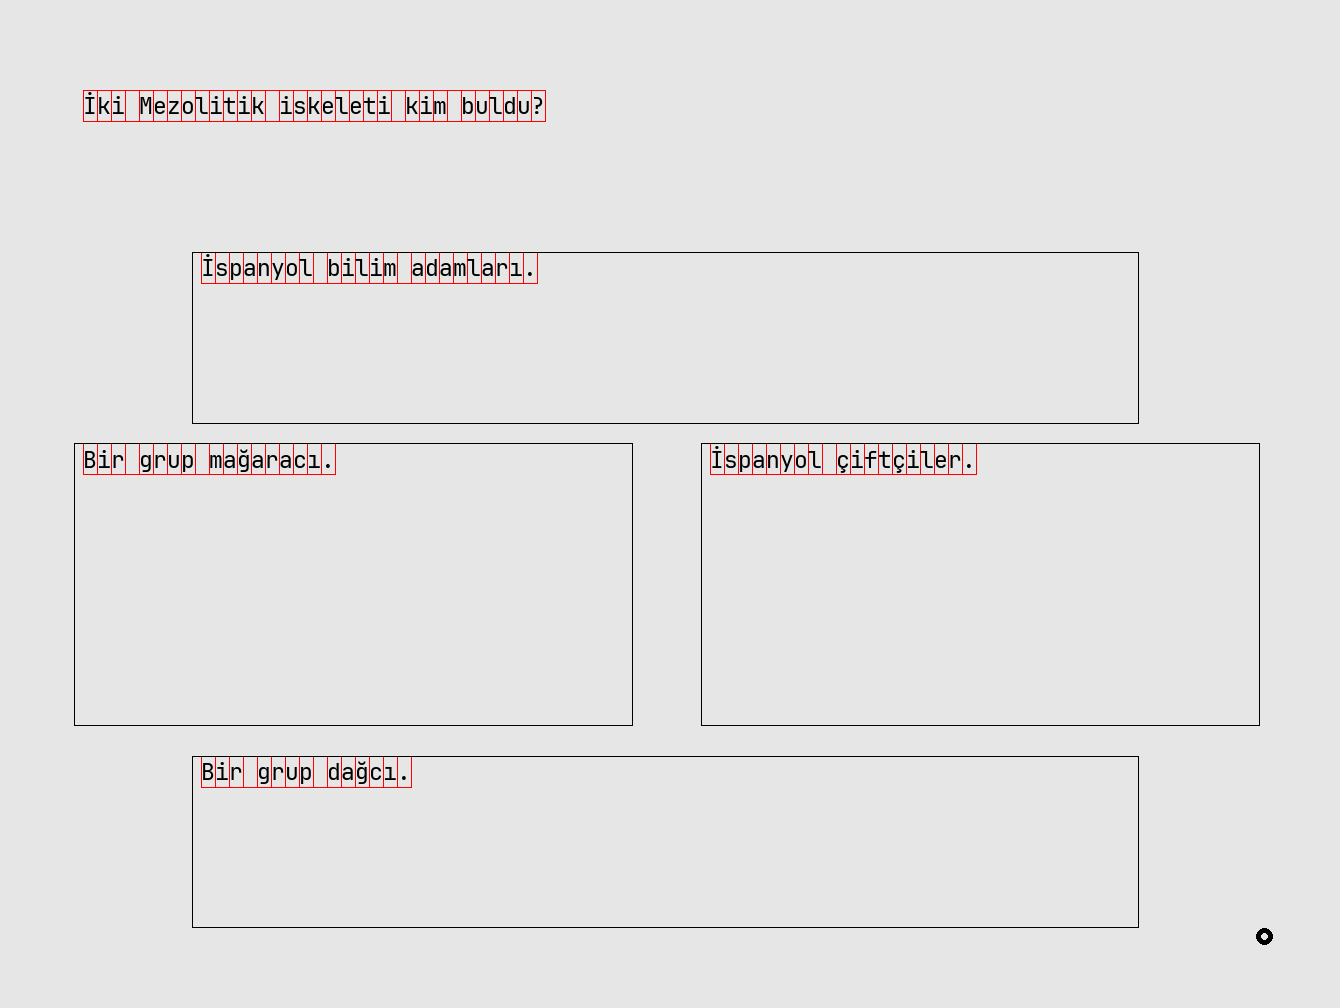 İki Mezolitik iskeleti kim buldu?
İspanyol bilim adamları.
Bir grup mağaracı.
İspanyol çiftçiler.
Bir grup dağcı.